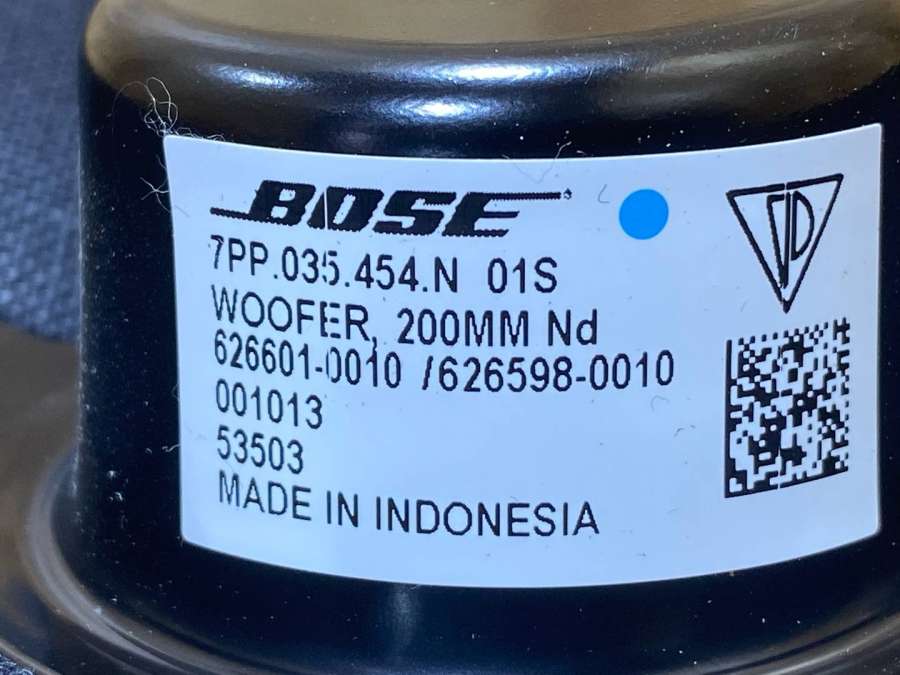 BOSE
7PP.035.454.N 01S
WOOFER, 200MM Nd
626601-0010 /626598-0010
001013
53503
MADE IN INDONESIA